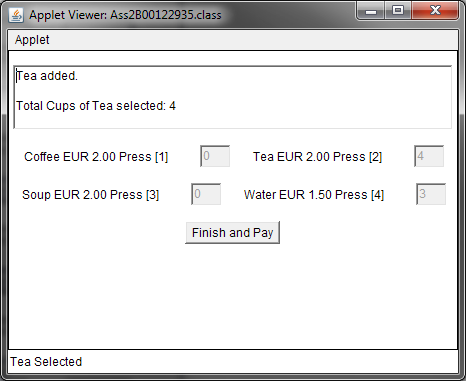 Applet Viewer: Ass2B00122935.class
Applet
Tea added.
Total Cups of Tea selected: 4
Coffee EUR 2.00 Press [1] 0 Tea EUR 2.00 Press [2] 4
Soup EUR 2.00 Press [3] 0 Water EUR 1.50 Press [4] 3
Finish and Pay
Tea Selected